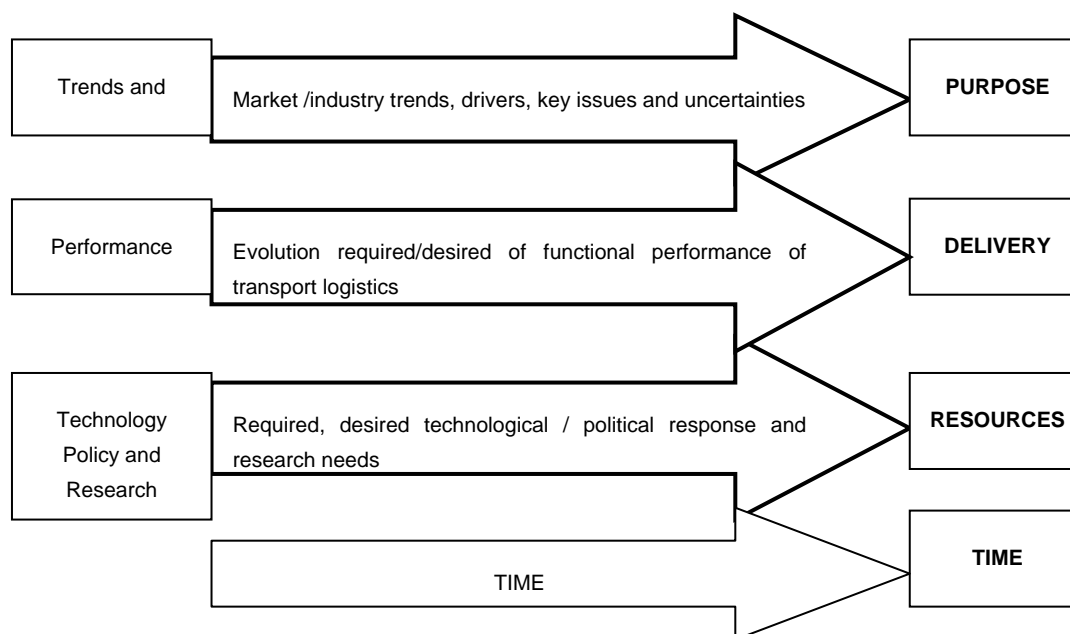 Trends and
Market /industry trends, drivers, key issues and uncertainties
PURPOSE
Performance
Evolution required/desired of functional performance of
transport logistics
DELIVERY
Technology
Policy and
Research
Required, desired technological / political response and
research needs
RESOURCES
TIME
TIME